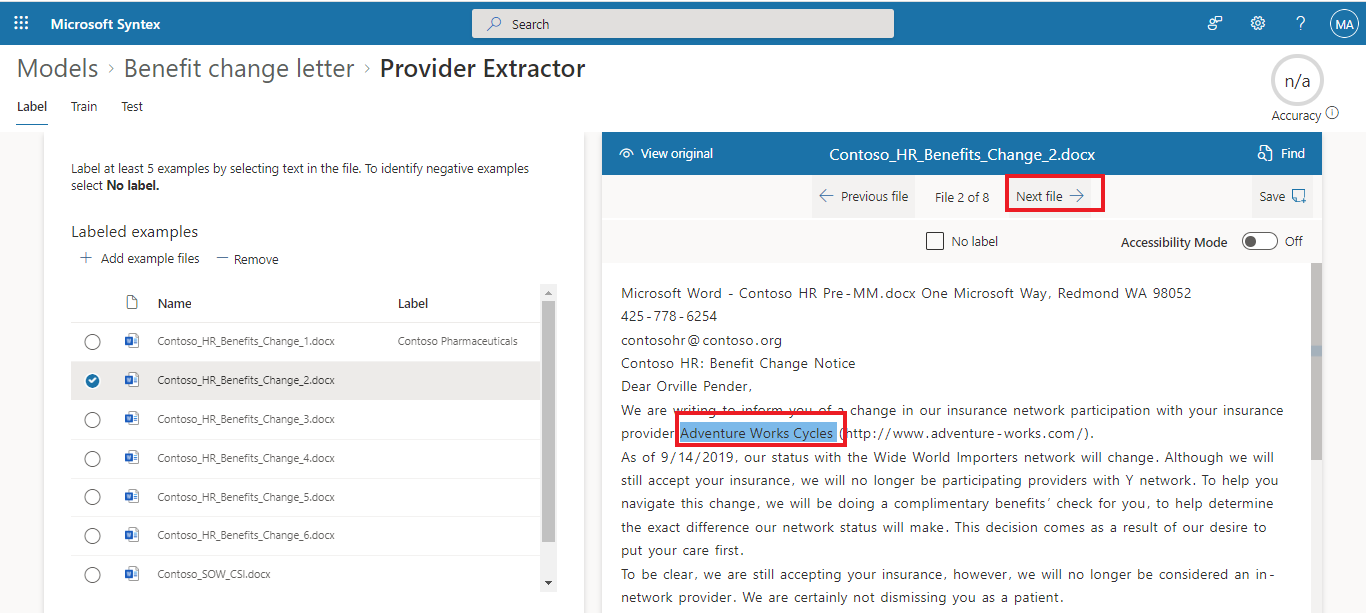 Microsoft Syntex
Search
?
MA
Models > Benefit change letter > Provider Extractor
n/a
Accuracy
Label Train Test
Label at least 5 examples by selecting text in the file. To identify negative examples
select No label.
Labeled examples
+ Add example files — Remove
Name Label
Contoso_HR_Benefits_Change_1.docx Contoso Pharmaceuticals
Contoso_HR_Benefits_Change_2.docx
Contoso_HR_Benefits_Change_3.docx
Contoso_HR_Benefits_Change_4.docx
Contoso_HR_Benefits_Change_5.docx
Contoso_HR_Benefits_Change_6.docx
Contoso_SOW_CSI.docx
View original Contoso_HR_Benefits_Change_2.docx Find
← Previous file File 2 of 8 Next file → Save
No label Accessibility Mode Off
Microsoft Word - Contoso HR Pre-MM.docx One Microsoft Way, Redmond WA 98052
425-778-6254
contosohr@contoso.org
Contoso HR: Benefit Change Notice
Dear Orville Pender,
We are writing to inform you of a change in our insurance network participation with your insurance
provider Adventure Works Cycles (http://www.adventure-works.com/).
As of 9/14/2019, our status with the Wide World Importers network will change. Although we will
still accept your insurance, we will no longer be participating providers with Y network. To help you
navigate this change, we will be doing a complimentary benefits' check for you, to help determine
the exact difference our network status will make. This decision comes as a result of our desire to
put your care first.
To be clear, we are still accepting your insurance, however, we will no longer be considered an in-
network provider. We are certainly not dismissing you as a patient.